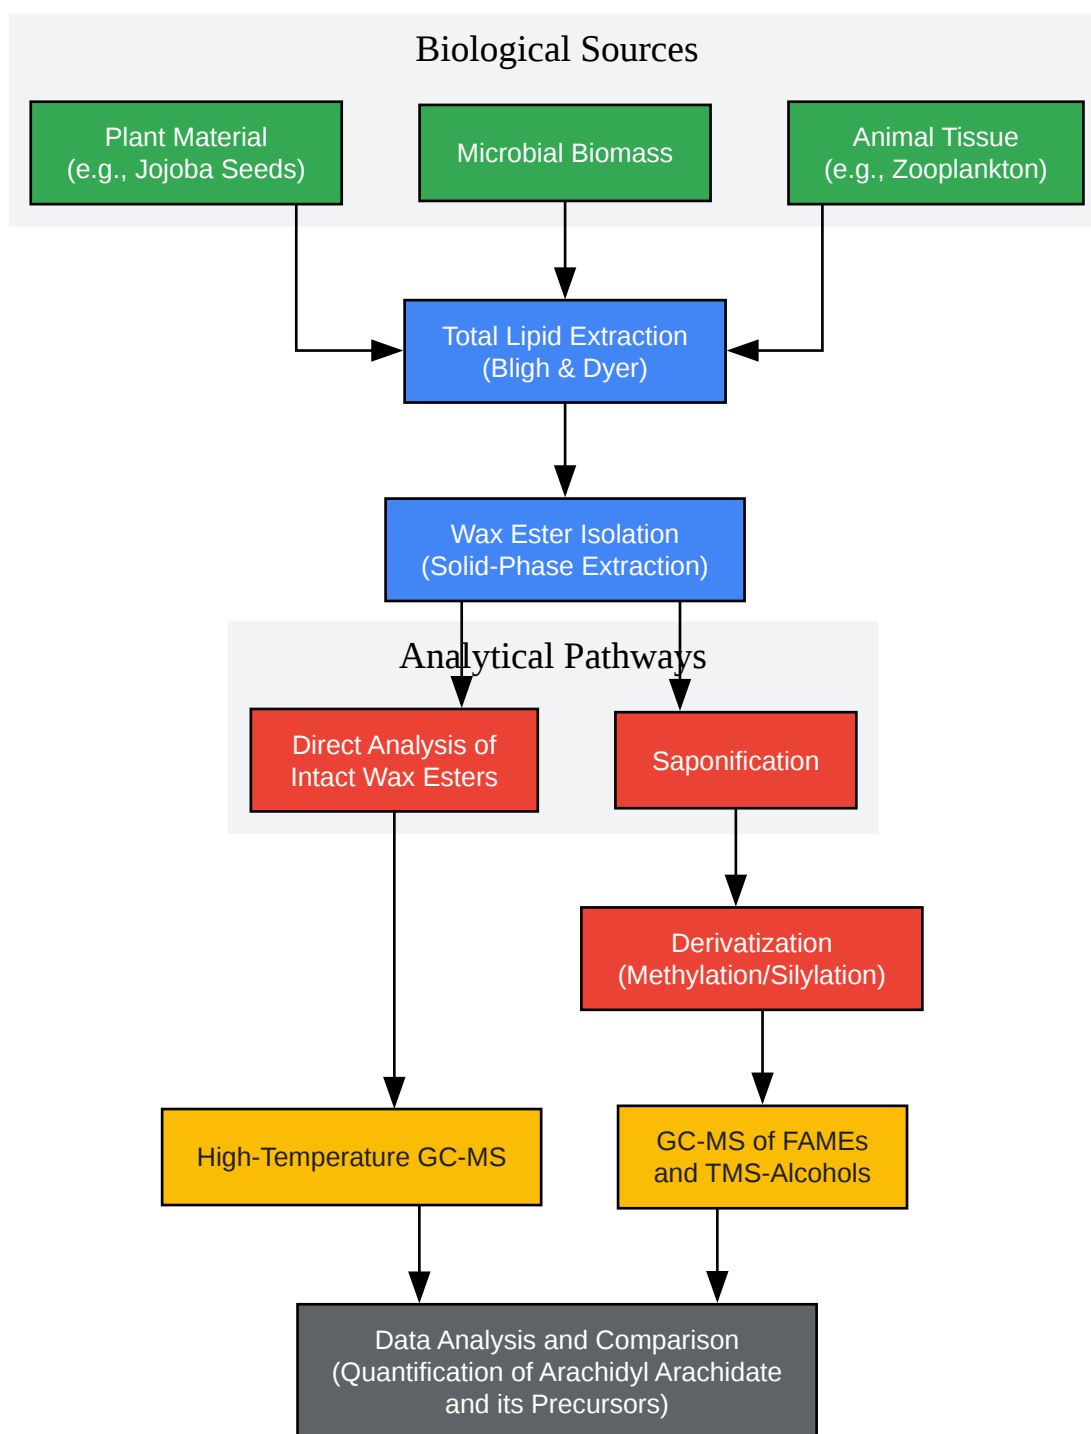 Biological Sources
Plant Material
(e.g., Jojoba Seeds)
Microbial Biomass
Animal Tissue
(e.g., Zooplankton)
Total Lipid Extraction
(Bligh & Dyer)
Wax Ester Isolation
(Solid-Phase Extraction)
Analytical Pathways
Direct Analysis of
Intact Wax Esters
Saponification
Derivatization
(Methylation/Silylation)
High-Temperature GC-MS
GC-MS of FAMEs
and TMS-Alcohols
Data Analysis and Comparison
(Quantification of Arachidyl Arachidate
and its Precursors)